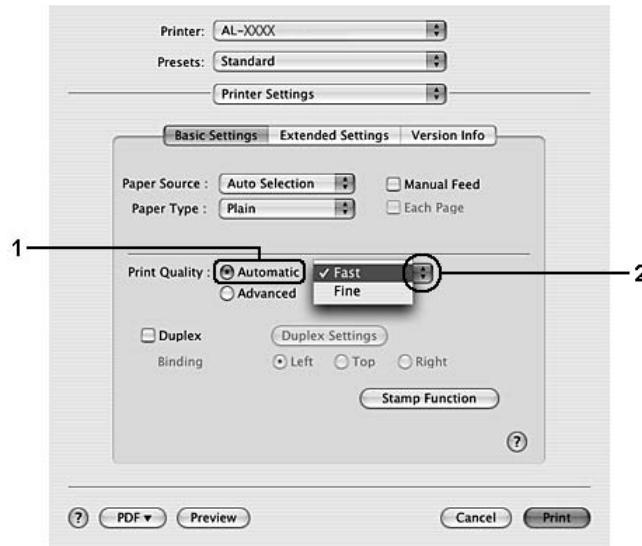 Printer: AL-XXXX
Presets: Standard
Printer Settings
Basic Settings Extended Settings Version Info
Paper Source : Auto Selection Manual Feed
Paper Type : Plain Each Page
1
Print Quality : Automatic ✓ Fast 2
Advanced Fine
Duplex Duplex Settings
Binding Left Top Right
Stamp Function
?
? PDF ▼ Preview Cancel Print